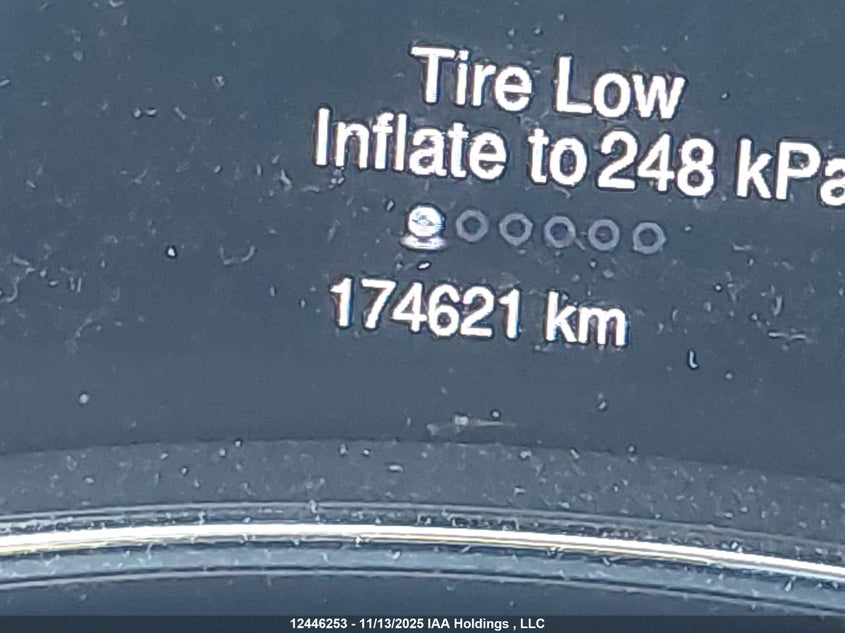 Tire Low
Inflate to 248 kPa
174621 km
12446253 - 11/13/2025 IAA Holdings , LLC